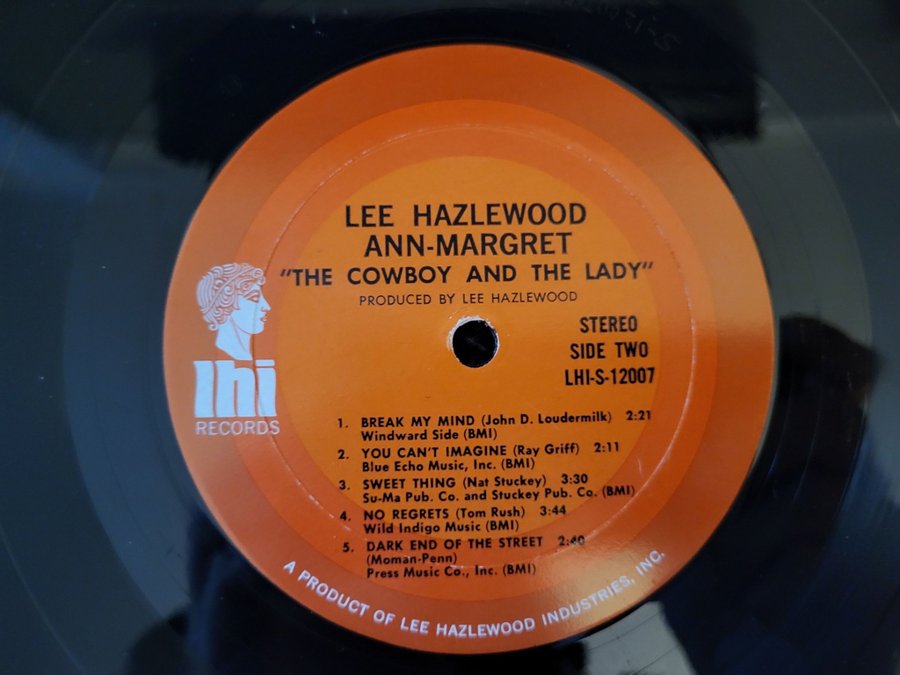 LEE HAZLEWOOD
ANN-MARGRET
"THE COWBOY AND THE LADY"
PRODUCED BY LEE HAZLEWOOD
STEREO
SIDE TWO
LHI-S-12007
lhi
RECORDS
1. BREAK MY MIND (John D. Loudermilk) 2:21
Windward Side (BMI)
2. YOU CAN'T IMAGINE (Ray Griff) 2:11
Blue Echo Music, Inc. (BMI)
3. SWEET THING (Nat Stuckey) 3:30
Su-Ma Pub. Co. and Stuckey Pub. Co. (BMI)
4. NO REGRETS (Tom Rush) 3:44
Wild Indigo Music (BMI)
5. DARK END OF THE STREET 2:40
(Moman-Penn)
Press Music Co., Inc. (BMI)
A PRODUCT OF LEE HAZLEWOOD INDUSTRIES, INC.